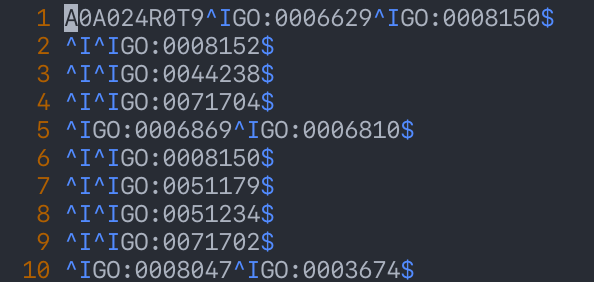 1 A0A024R0T9^IGO:0006629^IGO:0008150$
2 ^I^IGO:0008152$
3 ^I^IGO:0044238$
4 ^I^IGO:0071704$
5 ^IGO:0006869^IGO:0006810$
6 ^I^IGO:0008150$
7 ^I^IGO:0051179$
8 ^I^IGO:0051234$
9 ^I^IGO:0071702$
10 ^IGO:0008047^IGO:0003674$